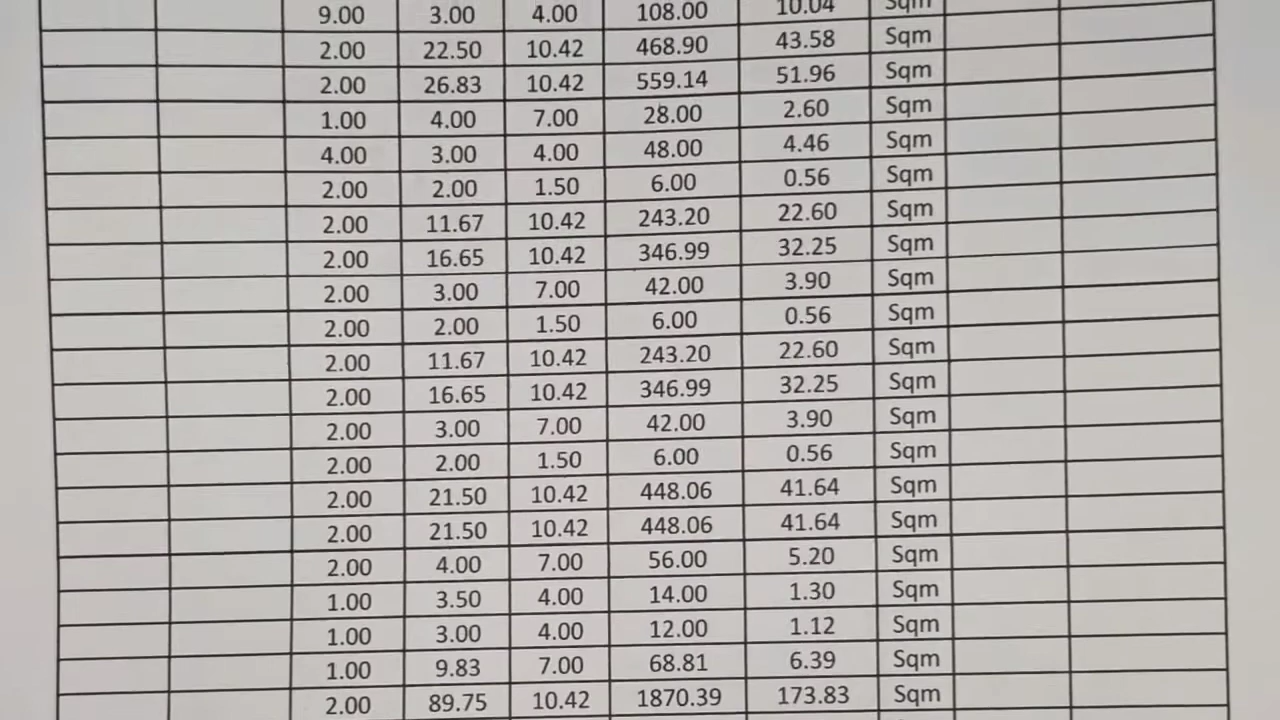 9.00 3.00 4.00 108.00 10.04 Sqm
2.00 22.50 10.42 468.90 43.58 Sqm
2.00 26.83 10.42 559.14 51.96 Sqm
1.00 4.00 7.00 28.00 2.60 Sqm
4.00 3.00 4.00 48.00 4.46 Sqm
2.00 2.00 1.50 6.00 0.56 Sqm
2.00 11.67 10.42 243.20 22.60 Sqm
2.00 16.65 10.42 346.99 32.25 Sqm
2.00 3.00 7.00 42.00 3.90 Sqm
2.00 2.00 1.50 6.00 0.56 Sqm
2.00 11.67 10.42 243.20 22.60 Sqm
2.00 16.65 10.42 346.99 32.25 Sqm
2.00 3.00 7.00 42.00 3.90 Sqm
2.00 2.00 1.50 6.00 0.56 Sqm
2.00 21.50 10.42 448.06 41.64 Sqm
2.00 21.50 10.42 448.06 41.64 Sqm
2.00 4.00 7.00 56.00 5.20 Sqm
1.00 3.50 4.00 14.00 1.30 Sqm
1.00 3.00 4.00 12.00 1.12 Sqm
1.00 9.83 7.00 68.81 6.39 Sqm
2.00 89.75 10.42 1870.39 173.83 Sqm